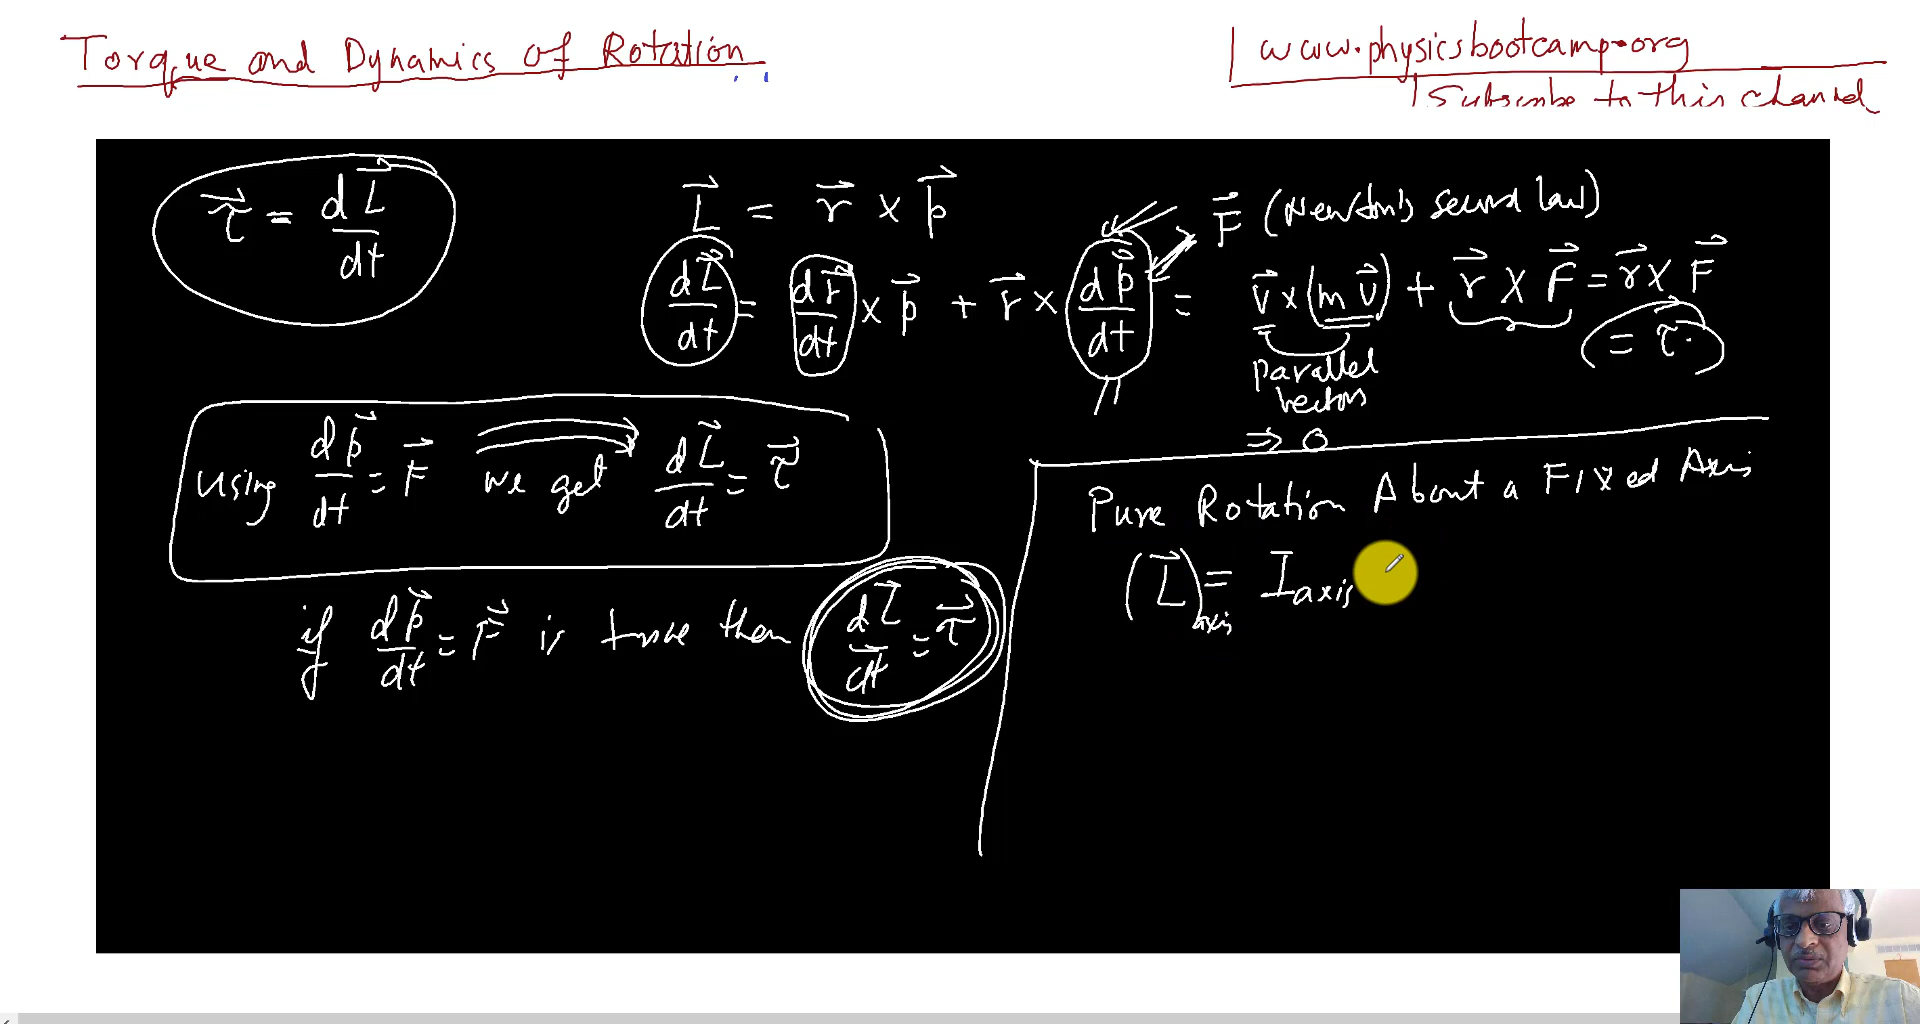 Torque and Dynamics of Rotation
www.physicsbootcamp.org
Subscribe to this channel
τ⃗ = dL⃗/dt
L⃗ = r⃗ × p⃗
F⃗ (Newton's second law)
dL⃗/dt = dr⃗/dt × p⃗ + r⃗ × dp⃗/dt = v⃗ × (m v⃗) + r⃗ × F⃗ = r⃗ × F⃗
= τ⃗.
parallel
vectors
⇒ 0
Using dp⃗/dt = F⃗ we get dL⃗/dt = τ⃗
if dp⃗/dt = F⃗ is true then dL⃗/dt = τ⃗
Pure Rotation About a Fixed Axis
(L⃗)axis = I axis